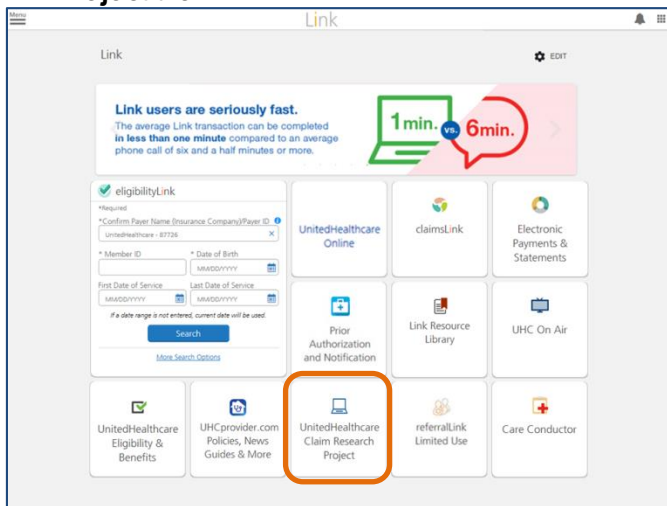 Menu
Link
Link
EDIT
Link users are seriously fast.
The average Link transaction can be completed
in less than one minute compared to an average
phone call of six and a half minutes or
more.
1min. vs. 6min.
eligibilityLink
*Required
*Confirm Payer Name (Insurance Company)/Payer ID
UnitedHealthcare - 87726
* Member ID
* Date of Birth
MM/DD/YYYY
First Date of Service
Last Date of Service
MM/DD/YYYY
MM/DD/YYYY
If a date range is not entered, current date will be used.
Search
More Search Options
UnitedHealthcare
Online
claimsLink
Electronic
Payments &
Statements
Prior
Authorization
and Notification
Link Resource
Library
UHC On Air
UnitedHealthcare
Eligibility &
Benefits
UHCprovider.com
Policies, News
Guides & More
UnitedHealthcare
Claim Research
Project
referralLink
Limited Use
Care Conductor